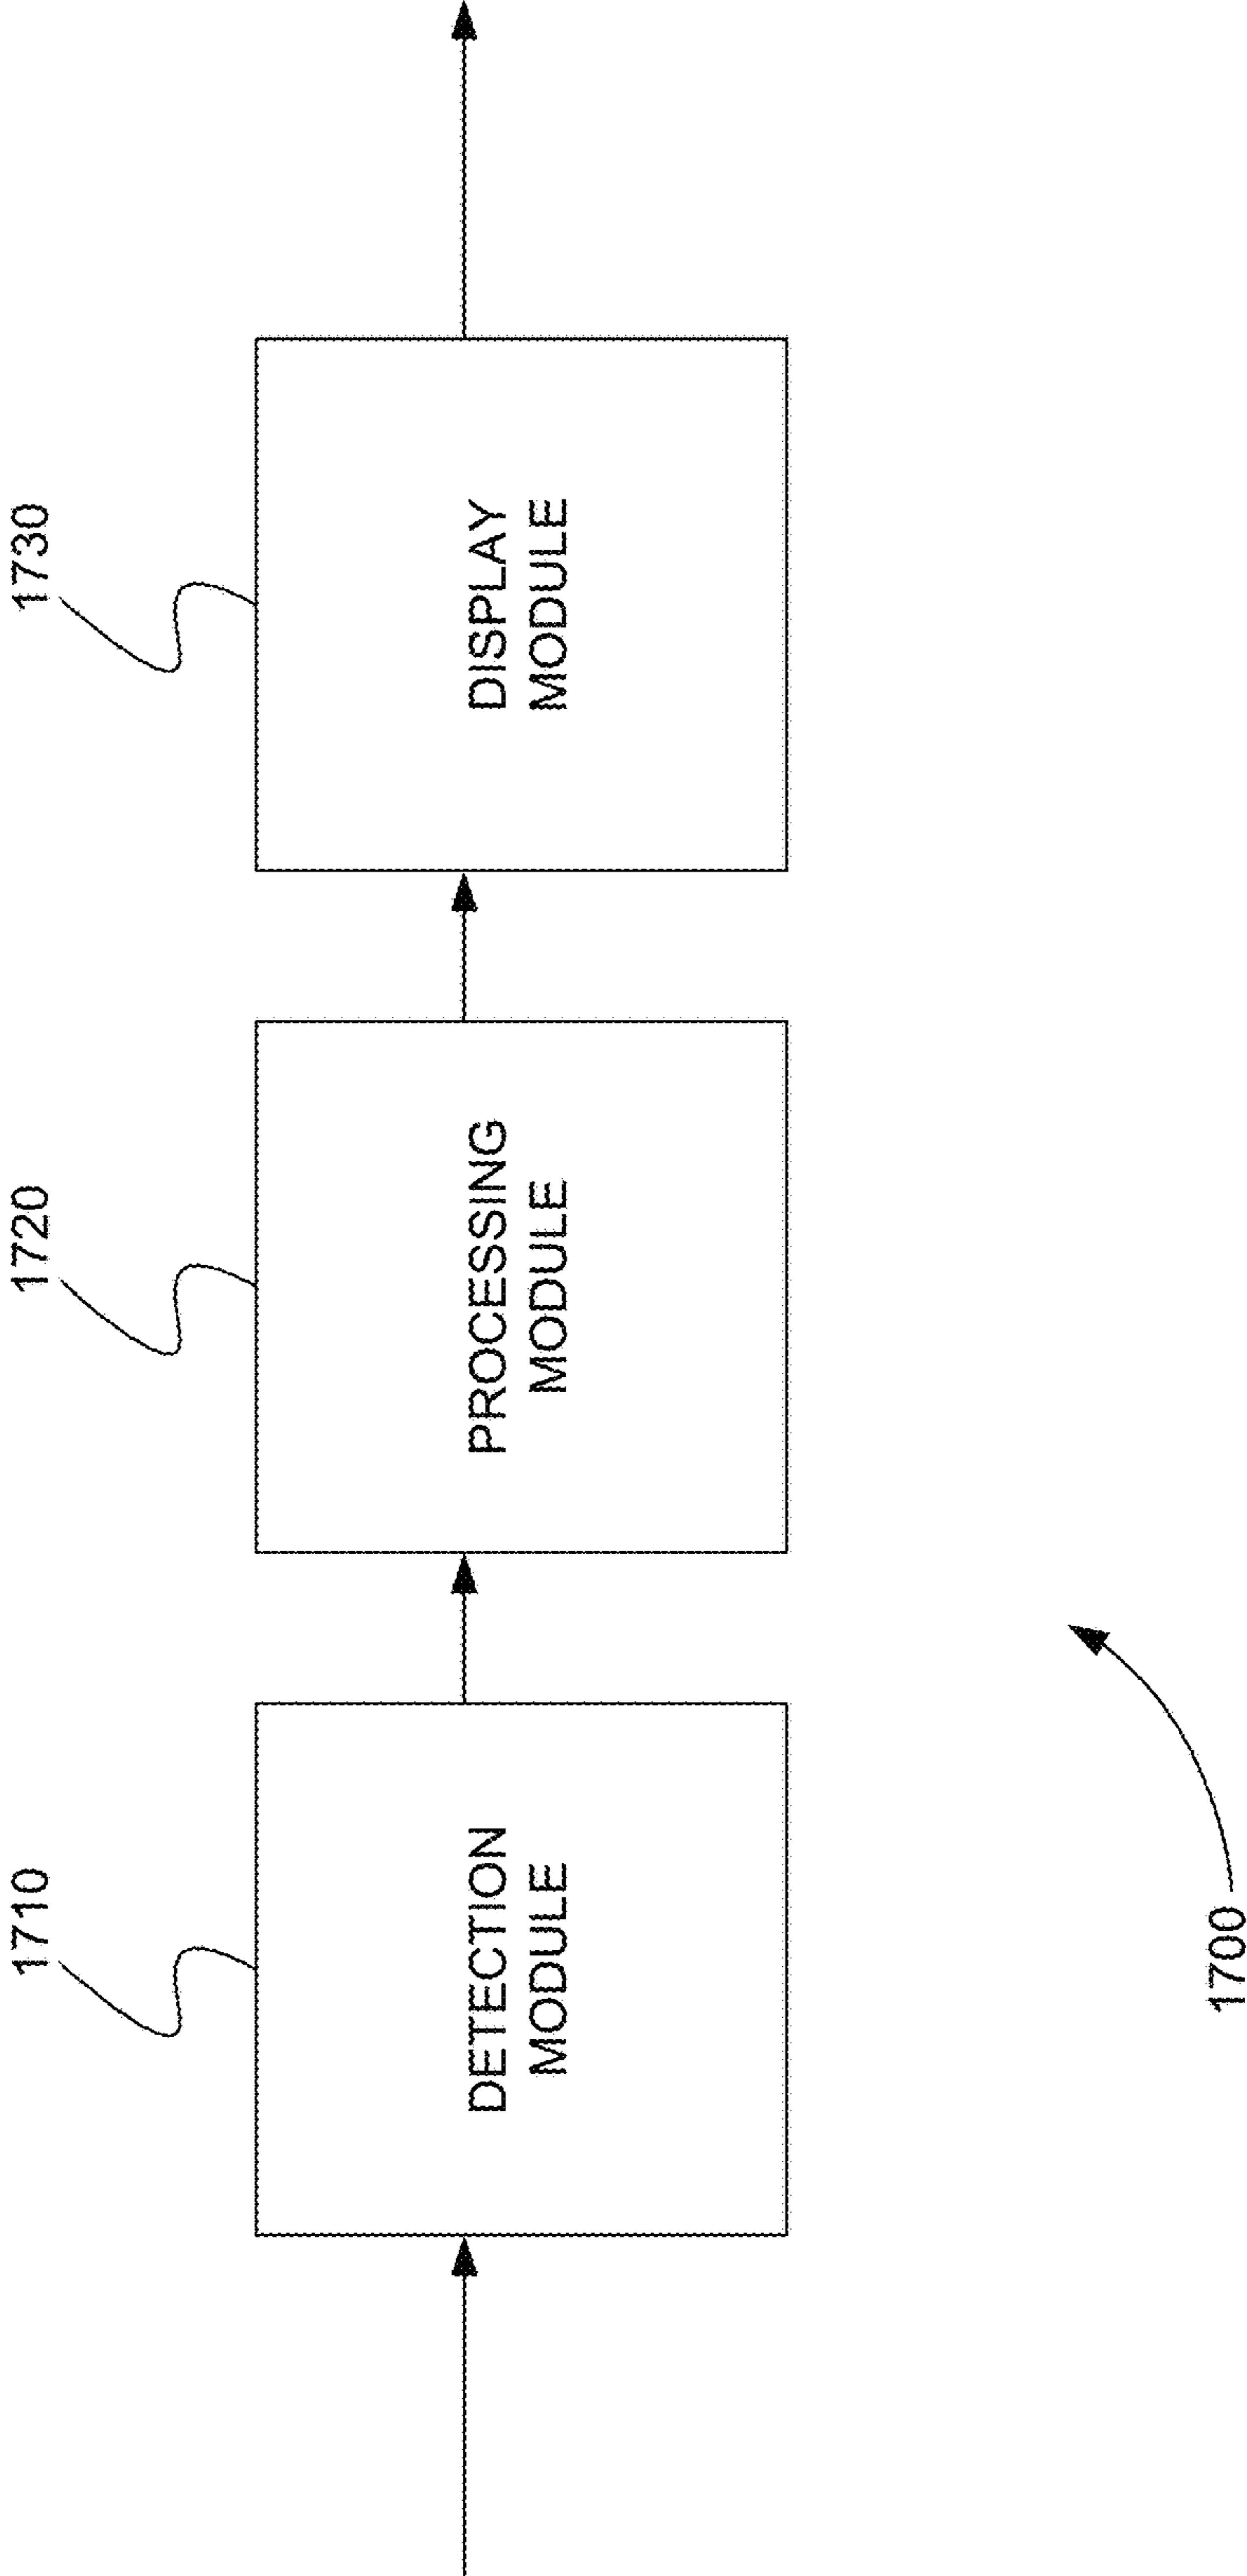 1710
1720
1730
DETECTION
MODULE
PROCESSING
MODULE
DISPLAY
MODULE
1700